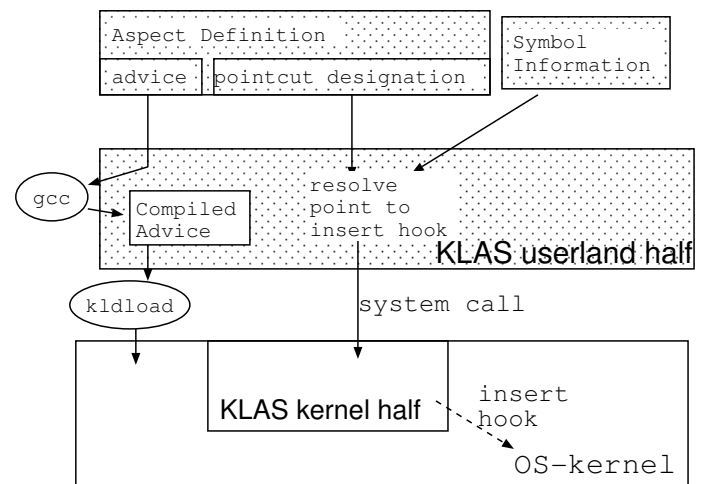 Aspect Definition
advice
pointcut designation
Symbol
Information
gcc
Compiled
Advice
resolve
point to
insert hook
KLAS userland half
kldload
system call
KLAS kernel half
insert
hook
OS-kernel